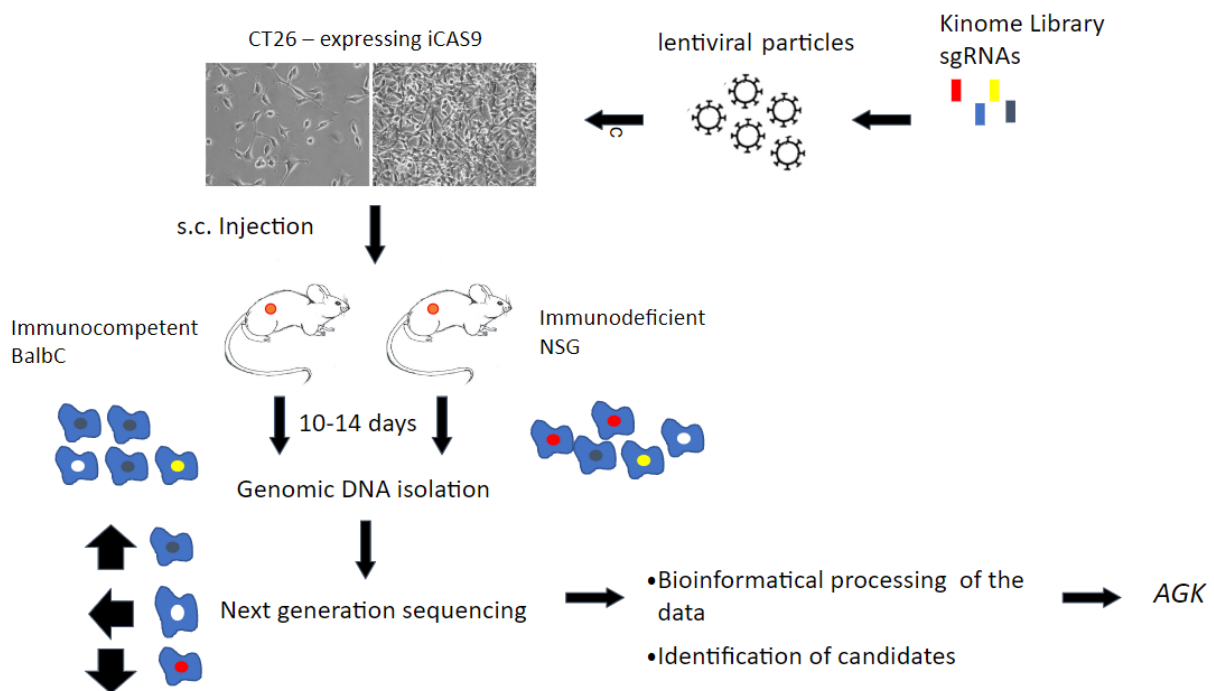 CT26 – expressing iCAS9
lentiviral particles
Kinome Library
sgRNAs
c
s.c. Injection
Immunocompetent
BalbC
Immunodeficient
NSG
10-14 days
Genomic DNA isolation
Next generation sequencing
•Bioinformatical processing of the
data
•Identification of candidates
AGK